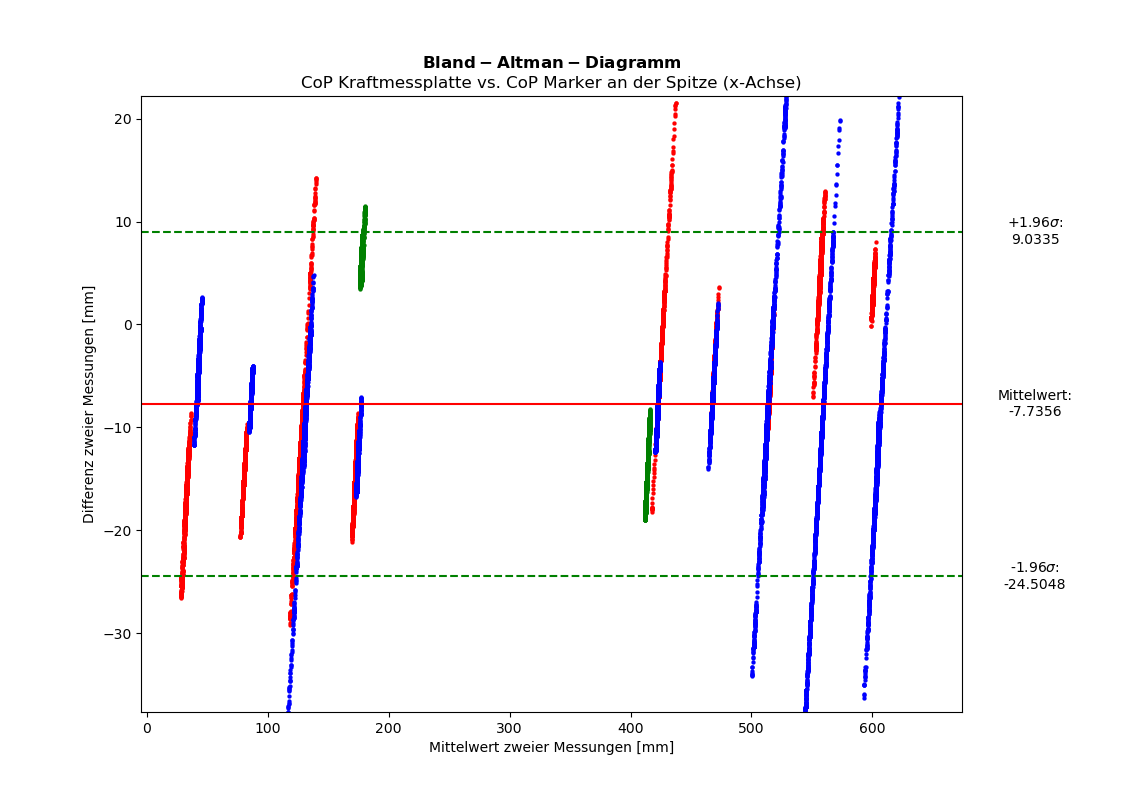 Bland − Altman − Diagramm
CoP Kraftmessplatte vs. CoP Marker an der Spitze (x-Achse)
20
10
0
−10
−20
−30
Differenz zweier Messungen [mm]
+1.96σ:
9.0335
Mittelwert:
-7.7356
-1.96σ:
-24.5048
0 100 200 300 400 500 600
Mittelwert zweier Messungen [mm]